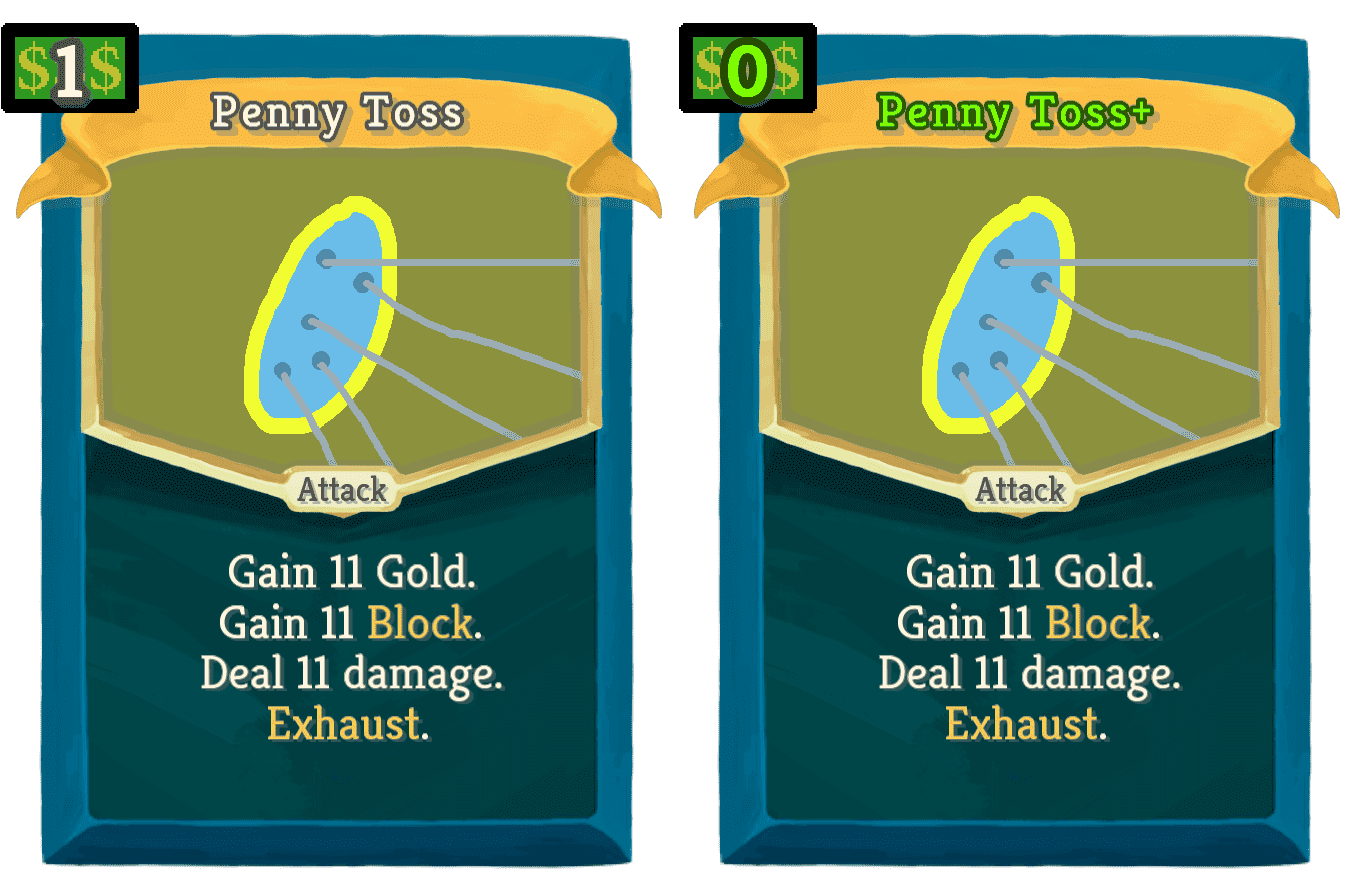 $1$
Penny Toss
Attack
Gain 11 Gold.
Gain 11 Block.
Deal 11 damage.
Exhaust.
$0$
Penny Toss+
Attack
Gain 11 Gold.
Gain 11 Block.
Deal 11 damage.
Exhaust.